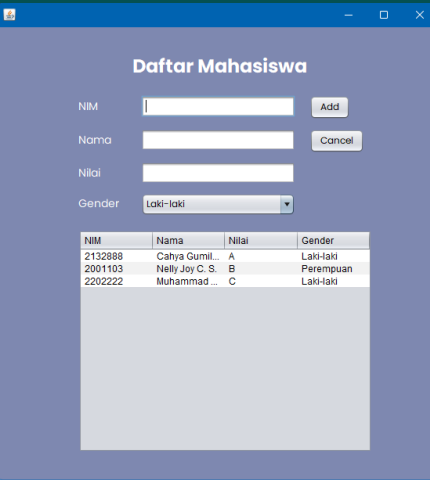 Daftar Mahasiswa
NIM Add
Nama Cancel
Nilai
Gender Laki-laki
NIM Nama Nilai Gender
2132888 Cahya Gumil... A Laki-laki
2001103 Nelly Joy C. S. B Perempuan
2202222 Muhammad ... C Laki-laki